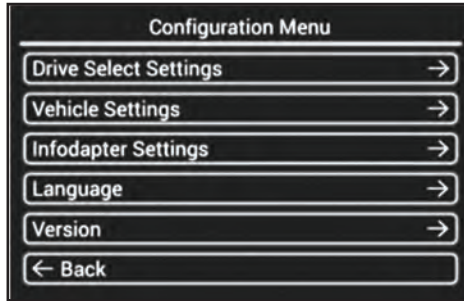 Configuration Menu
Drive Select Settings →
Vehicle Settings →
Infodapter Settings →
Language →
Version →
← Back